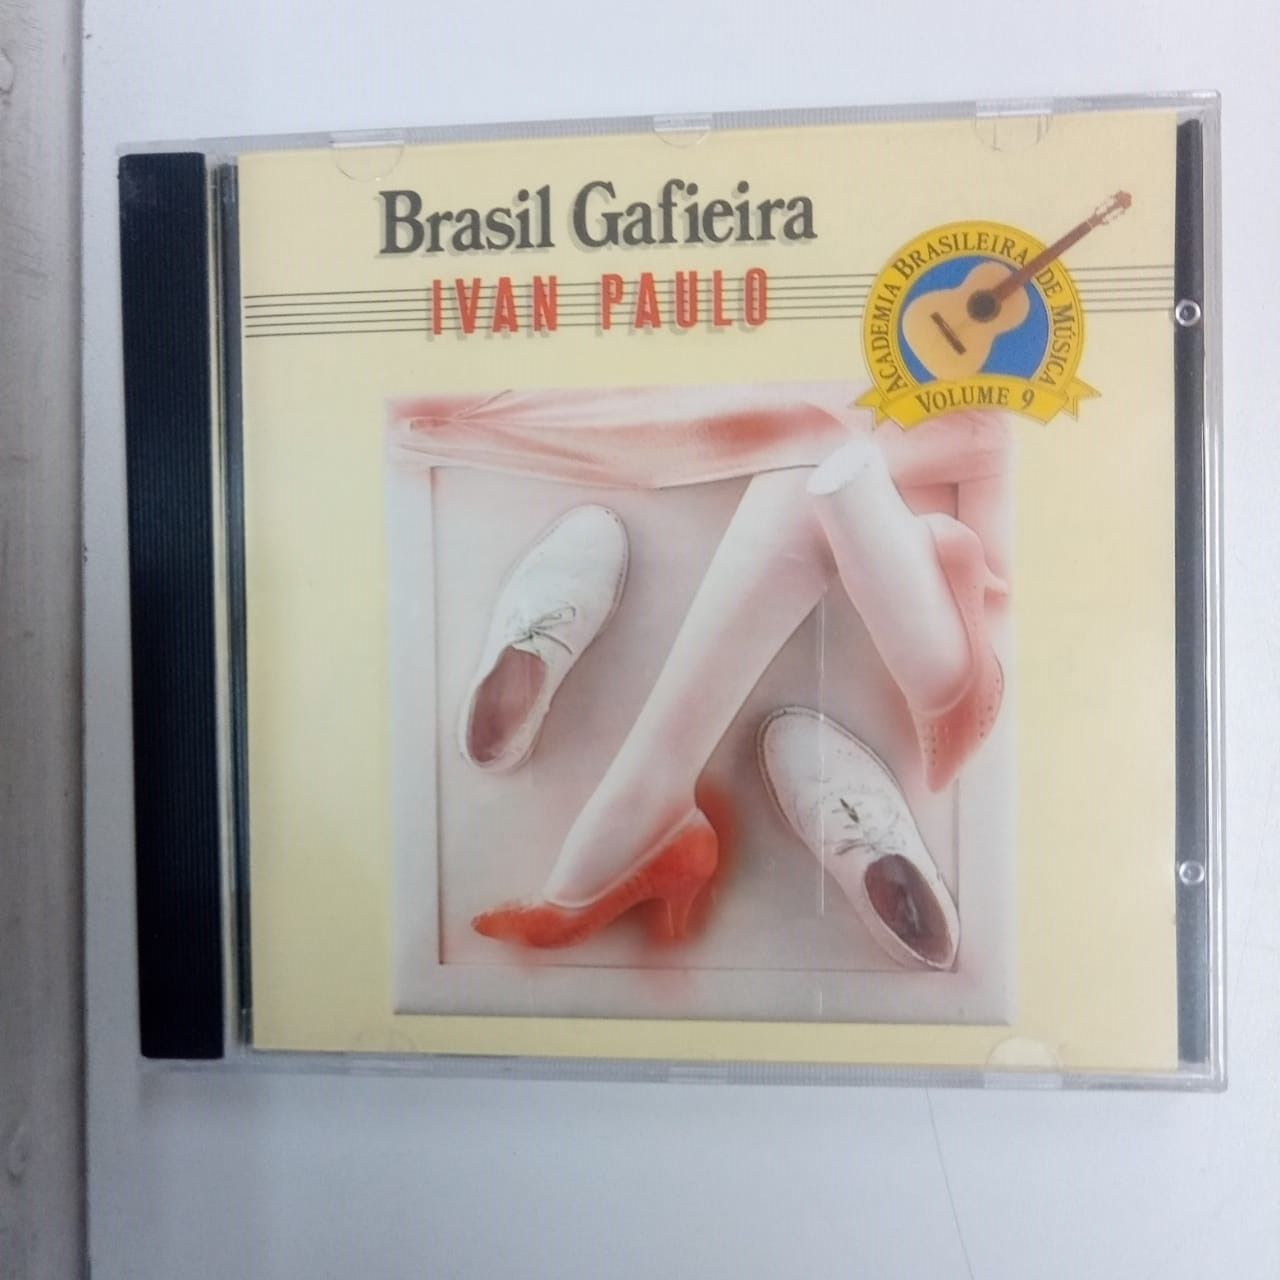 Brasil Gafieira
IVAN PAULO
ACADEMIA BRASILEIRA DE MÚSICA
VOLUME 9